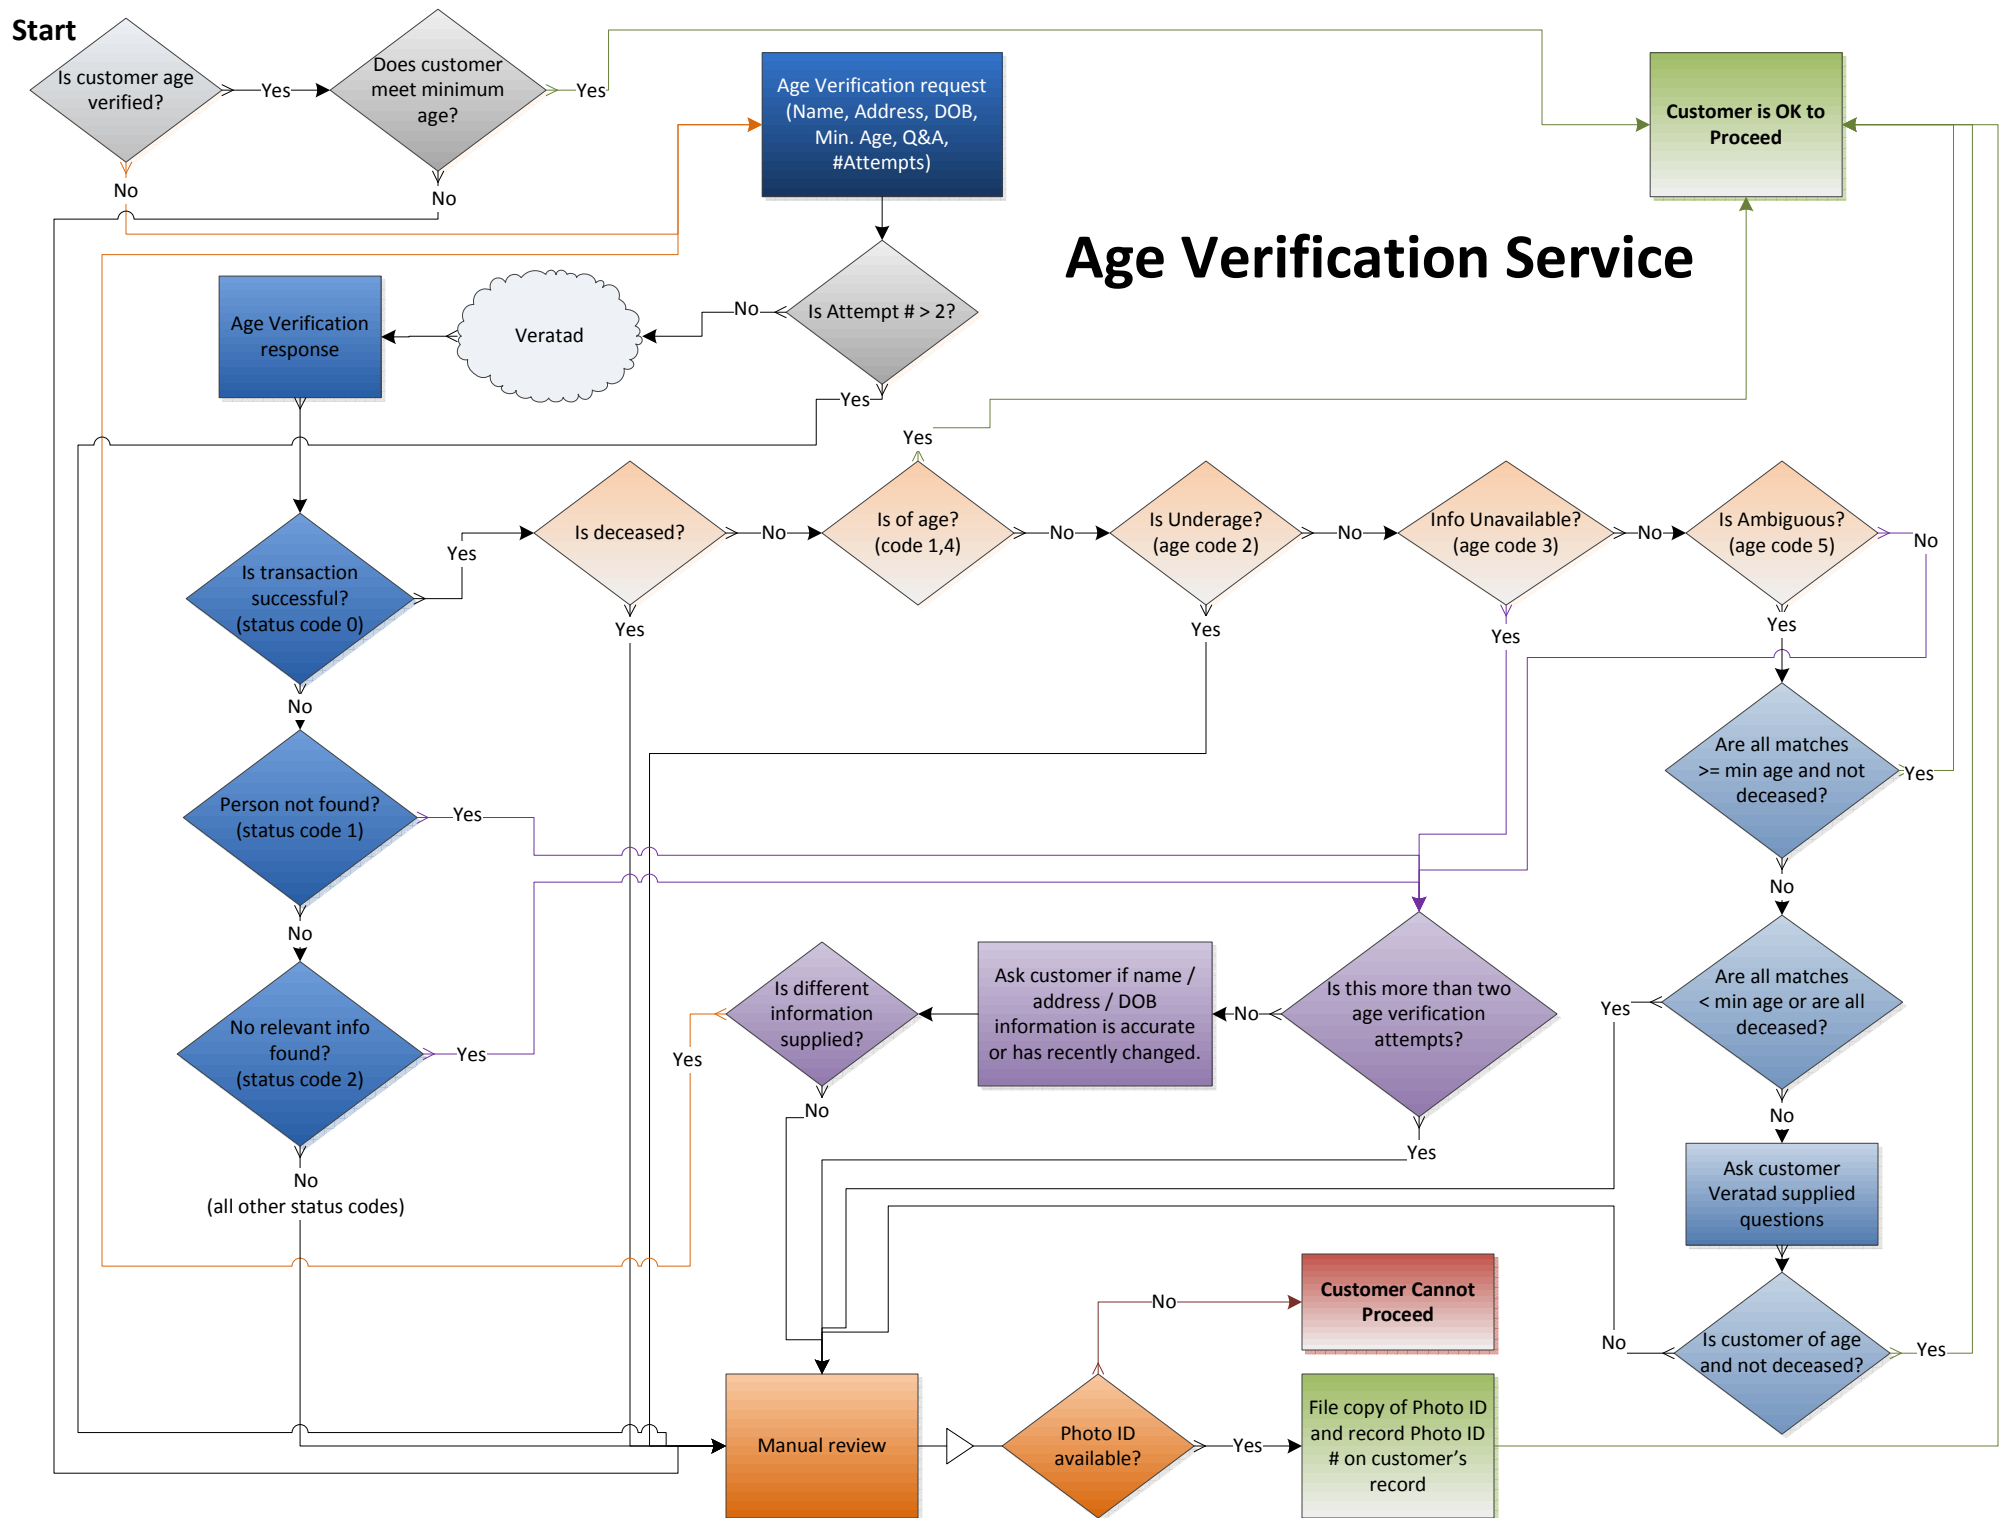 Start
Is customer age
verified?
Yes
Does customer
meet minimum
age?
Yes
No
No
Age Verification request
(Name, Address, DOB,
Min. Age, Q&A,
#Attempts)
Customer is OK to
Proceed
Age Verification Service
Is Attempt # > 2?
No
Yes
Veratad
Age Verification
response
Is transaction
successful?
(status code 0)
Yes
No
Is deceased?
No
Yes
Is of age?
(code 1,4)
Yes
No
Is Underage?
(age code 2)
No
Yes
Info Unavailable?
(age code 3)
No
Yes
Is Ambiguous?
(age code 5)
No
Yes
Are all matches
>= min age and not
deceased?
Yes
No
Person not found?
(status code 1)
Yes
No
No relevant info
found?
(status code 2)
Yes
No
(all other status codes)
Is different
information
supplied?
Yes
No
Ask customer if name /
address / DOB
information is accurate
or has recently changed.
No
Is this more than two
age verification
attempts?
Yes
Are all matches
< min age or are all
deceased?
Yes
No
Ask customer
Veratad supplied
questions
Is customer of age
and not deceased?
No
Yes
Customer Cannot
Proceed
No
Manual review
Photo ID
available?
Yes
File copy of Photo ID
and record Photo ID
# on customer's
record